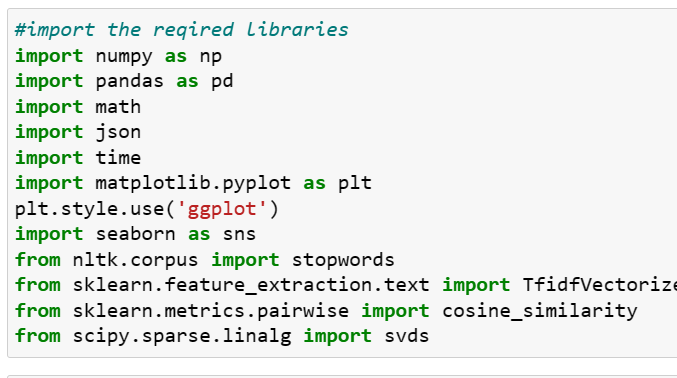 #import the reqired libraries
import numpy as np
import pandas as pd
import math
import json
import time
import matplotlib.pyplot as plt
plt.style.use('ggplot')
import seaborn as sns
from nltk.corpus import stopwords
from sklearn.feature_extraction.text import TfidfVectorize
from sklearn.metrics.pairwise import cosine_similarity
from scipy.sparse.linalg import svds